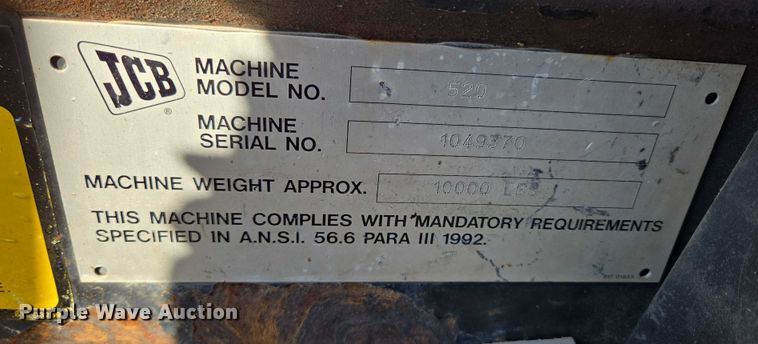 JCB
MACHINE
MODEL NO. 520
MACHINE
SERIAL NO. 1049370
MACHINE WEIGHT APPROX. 10000 LBS
THIS MACHINE COMPLIES WITH MANDATORY REQUIREMENTS
SPECIFIED IN A.N.S.I. 56.6 PARA III 1992.
Purple Wave Auction